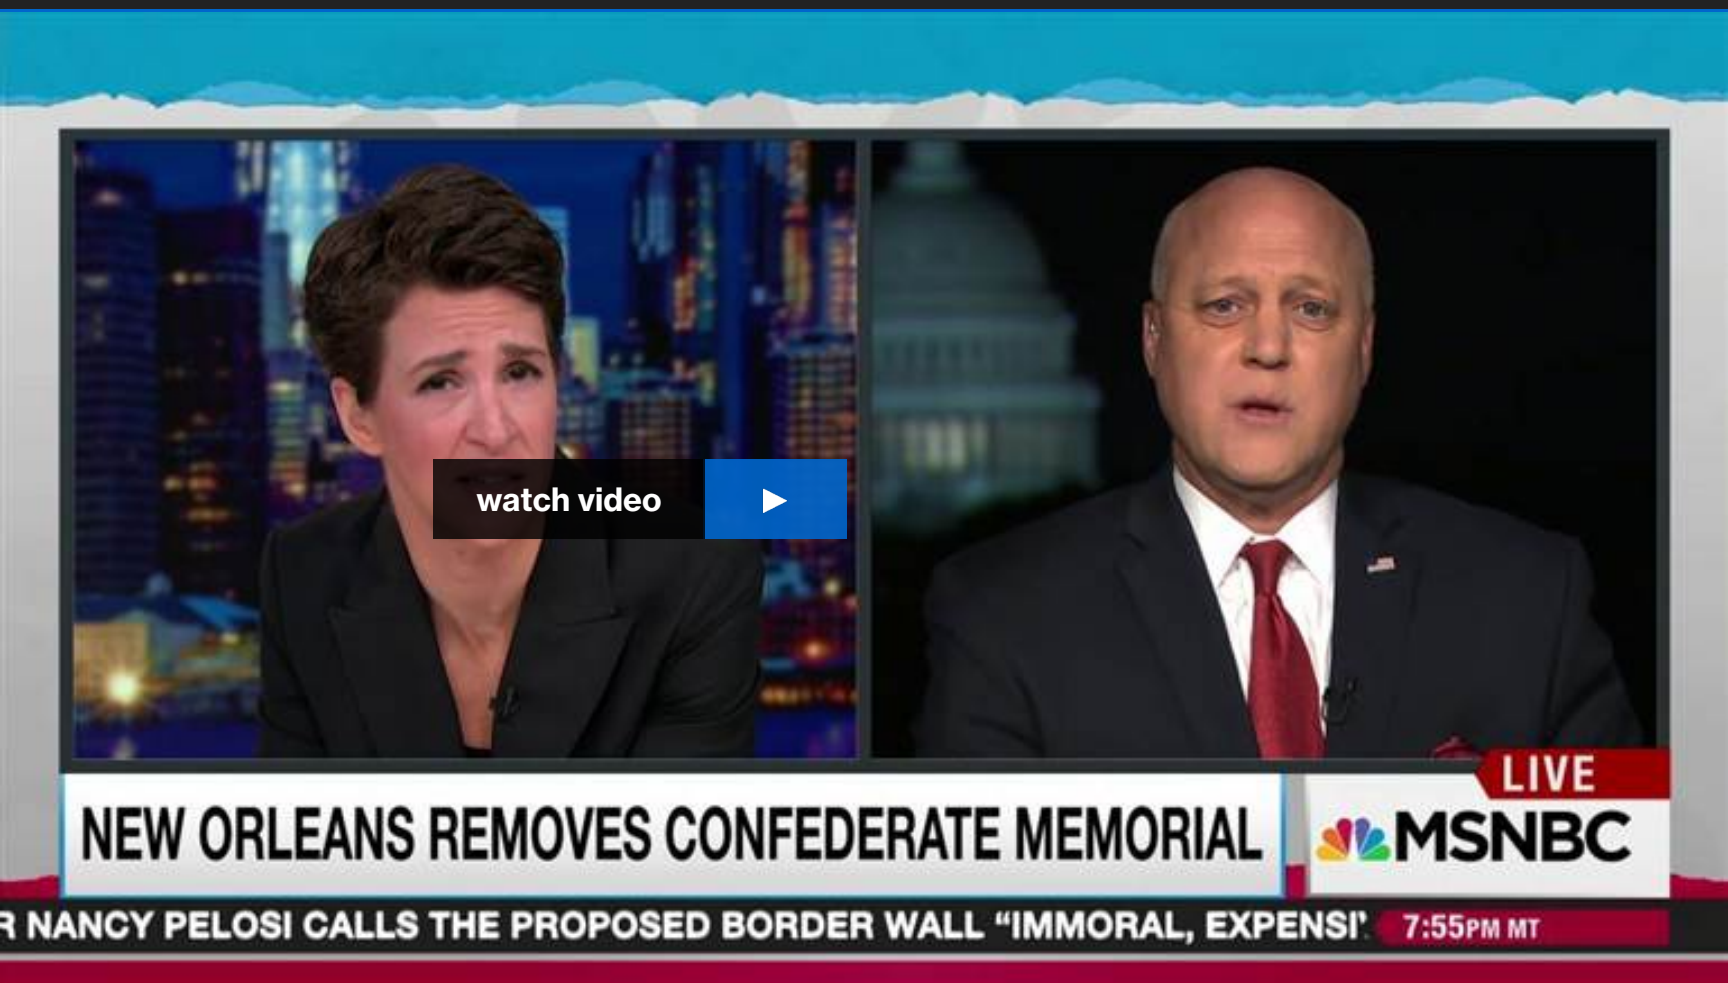 watch video
LIVE
NEW ORLEANS REMOVES CONFEDERATE MEMORIAL
MSNBC
NANCY PELOSI CALLS THE PROPOSED BORDER WALL “IMMORAL,
7:55PM MT